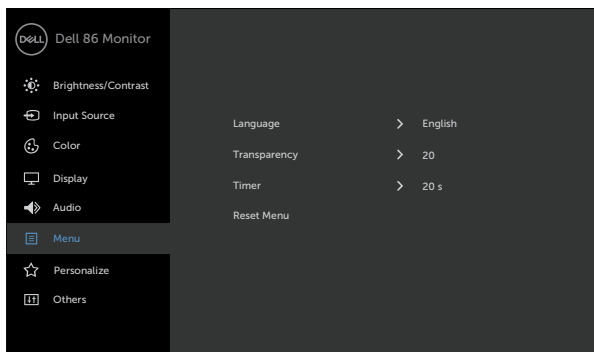 DELL Dell 86 Monitor
Brightness/Contrast
Input Source
Color
Display
Audio
Menu
Personalize
Others
Language > English
Transparency > 20
Timer > 20 s
Reset Menu